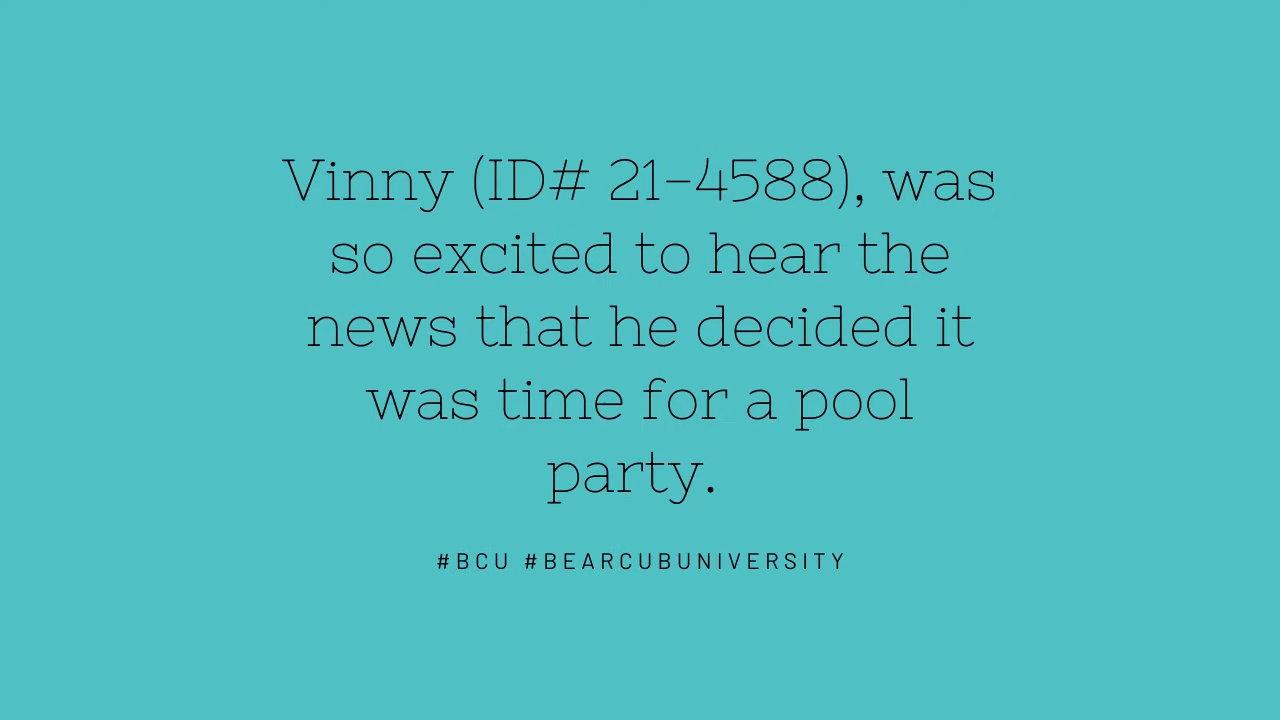 Vinny (ID# 21-4588), was
so excited to hear the
news that he decided it
was time for a pool
party.
#BCU #BEARCUBUNIVERSITY